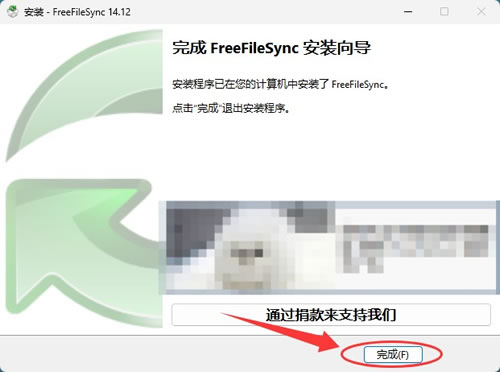 安装 - FreeFileSync 14.12
完成 FreeFileSync 安装向导
安装程序已在您的计算机中安装了 FreeFileSync。
点击“完成”退出安装程序。
通过捐款来支持我们
完成(F)